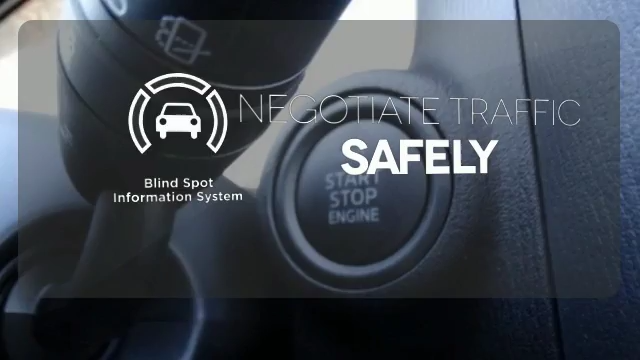 NEGOTIATE TRAFFIC
SAFELY
Blind Spot
Information System
START
STOP
ENGINE